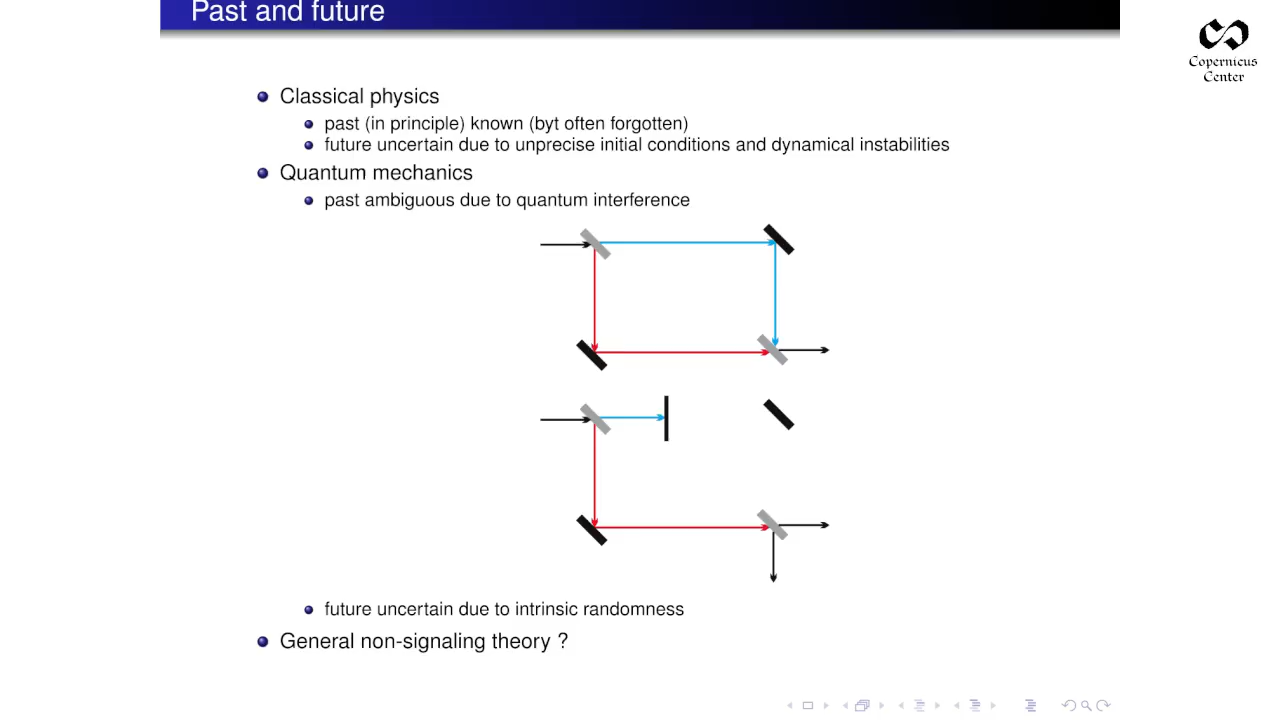 Past and future
Copernicus
Center
Classical physics
past (in principle) known (byt often forgotten)
future uncertain due to unprecise initial conditions and dynamical instabilities
Quantum mechanics
past ambiguous due to quantum interference
future uncertain due to intrinsic randomness
General non-signaling theory ?